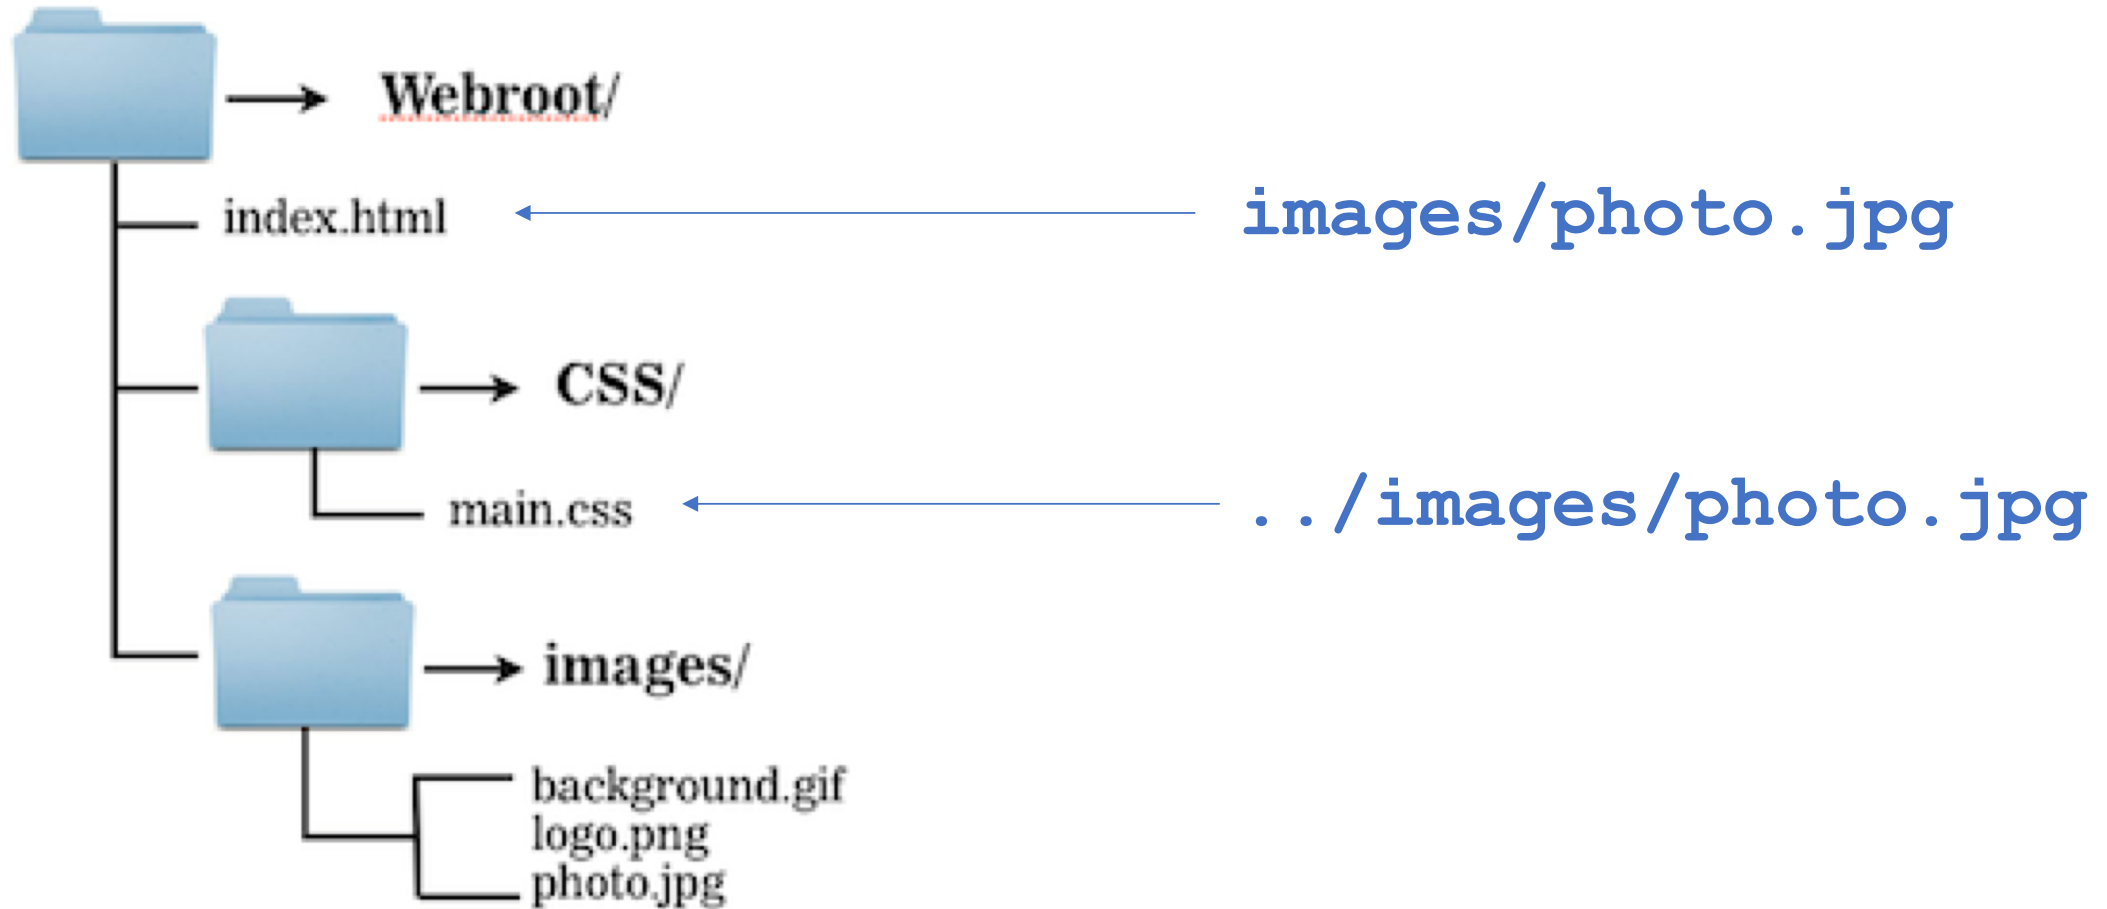 Webroot/
index.html
images/photo.jpg
CSS/
main.css
../images/photo.jpg
images/
background.gif
logo.png
photo.jpg